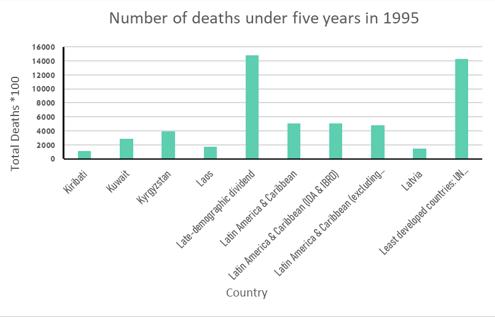 Number of deaths under five years in 1995
Total Deaths *100
16000
14000
12000
10000
8000
6000
4000
2000
0
Kiribati
Kuwait
Kyrgyzstan
Laos
Late-demographic dividend
Latin America & Caribbean
Latin America & Caribbean (IDA & IBRD)
Latin America & Caribbean (excluding...
Latvia
Least developed countries: UN...
Country